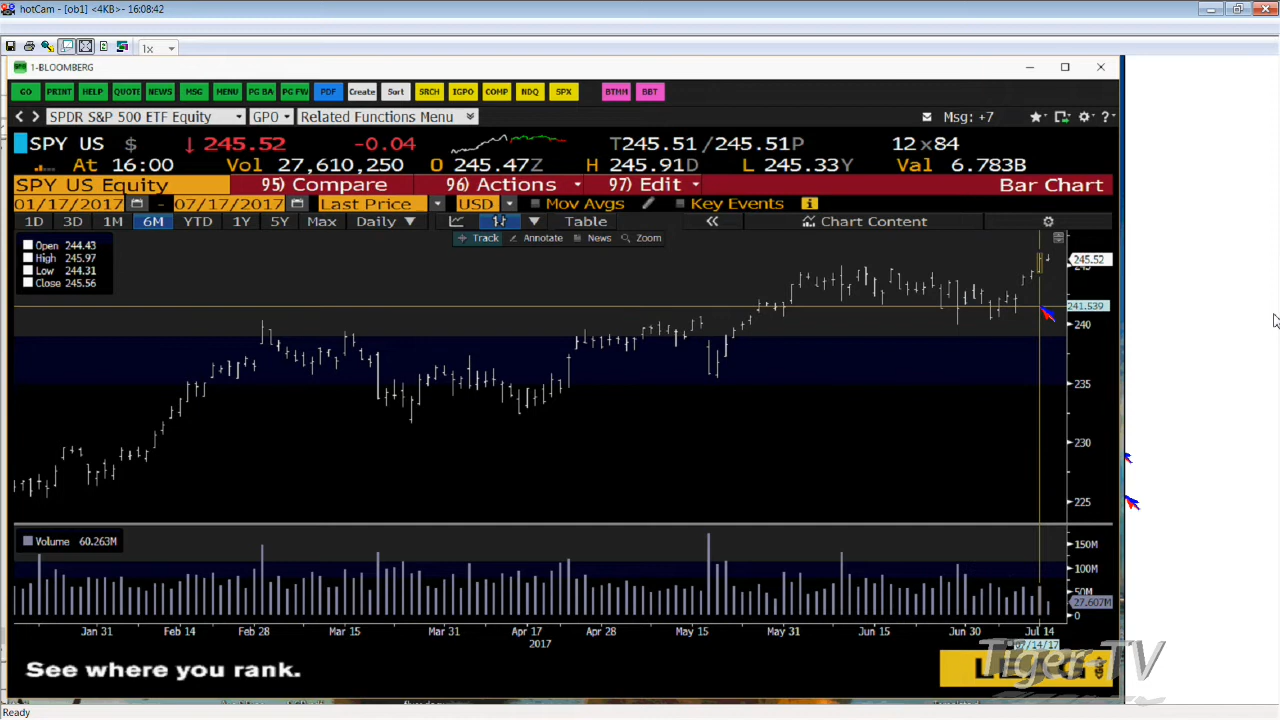 hotCam - [ob1] <4KB>- 16:08:42
1x
1-BLOOMBERG
GO PRINT HELP QUOTE NEWS MSG MENU PG BA PG FW PDF Create Sort SRCH IGPO COMP NDQ SPX BTMM BBT
SPDR S&P 500 ETF Equity GPO Related Functions Menu Msg: +7
SPY US $ ↓ 245.52 -0.04 T245.51/245.51P 12x84
At 16:00 Vol 27,610,250 O 245.47Z H 245.91D L 245.33Y Val 6.783B
SPY US Equity 95) Compare 96) Actions 97) Edit Bar Chart
01/17/2017 - 07/17/2017 Last Price USD Mov Avgs Key Events
1D 3D 1M 6M YTD 1Y 5Y Max Daily ▼ Table « Chart Content
Track Annotate News Zoom
Open 244.43
High 245.97
Low 244.31
Close 245.56
245.52
245
241.539
240
235
230
225
Volume 60.263M
150M
100M
50M
27.607M
0
Jan 31 Feb 14 Feb 28 Mar 15 Mar 31 Apr 17 Apr 28 May 15 May 31 Jun 15 Jun 30 Jul 14
2017 07/14/17
See where you rank.
Tiger-TV
Ready